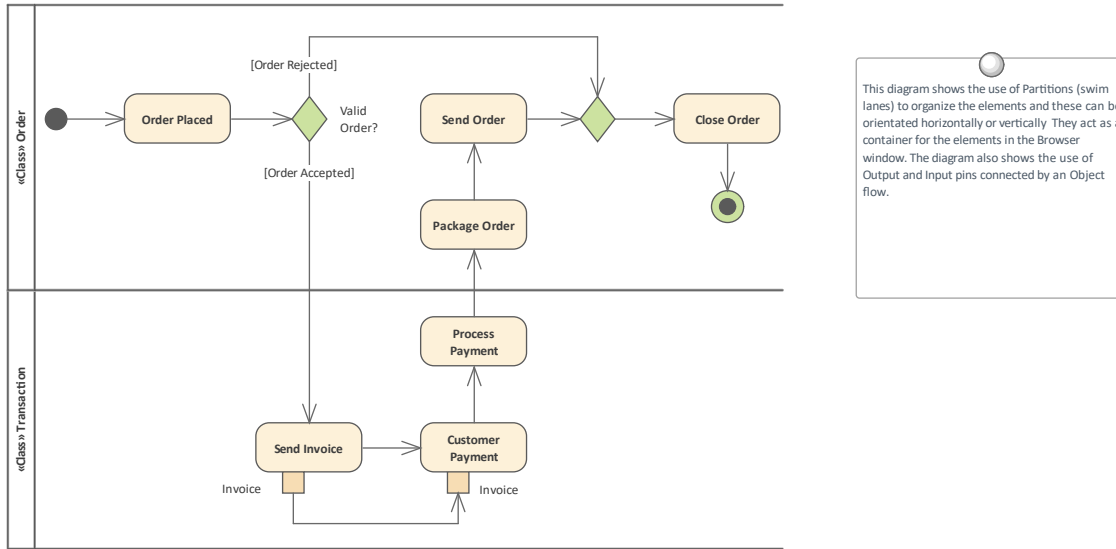 «Class» Order
[Order Rejected]
Order Placed
Valid
Order?
Send Order
Close Order
[Order Accepted]
Package Order
«Class» Transaction
Process
Payment
Send Invoice
Customer
Payment
Invoice
Invoice
This diagram shows the use of Partitions (swim
lanes) to organize the elements and these can be
orientated horizontally or vertically They act as a
container for the elements in the Browser
window. The diagram also shows the use of
Output and Input pins connected by an Object
flow.